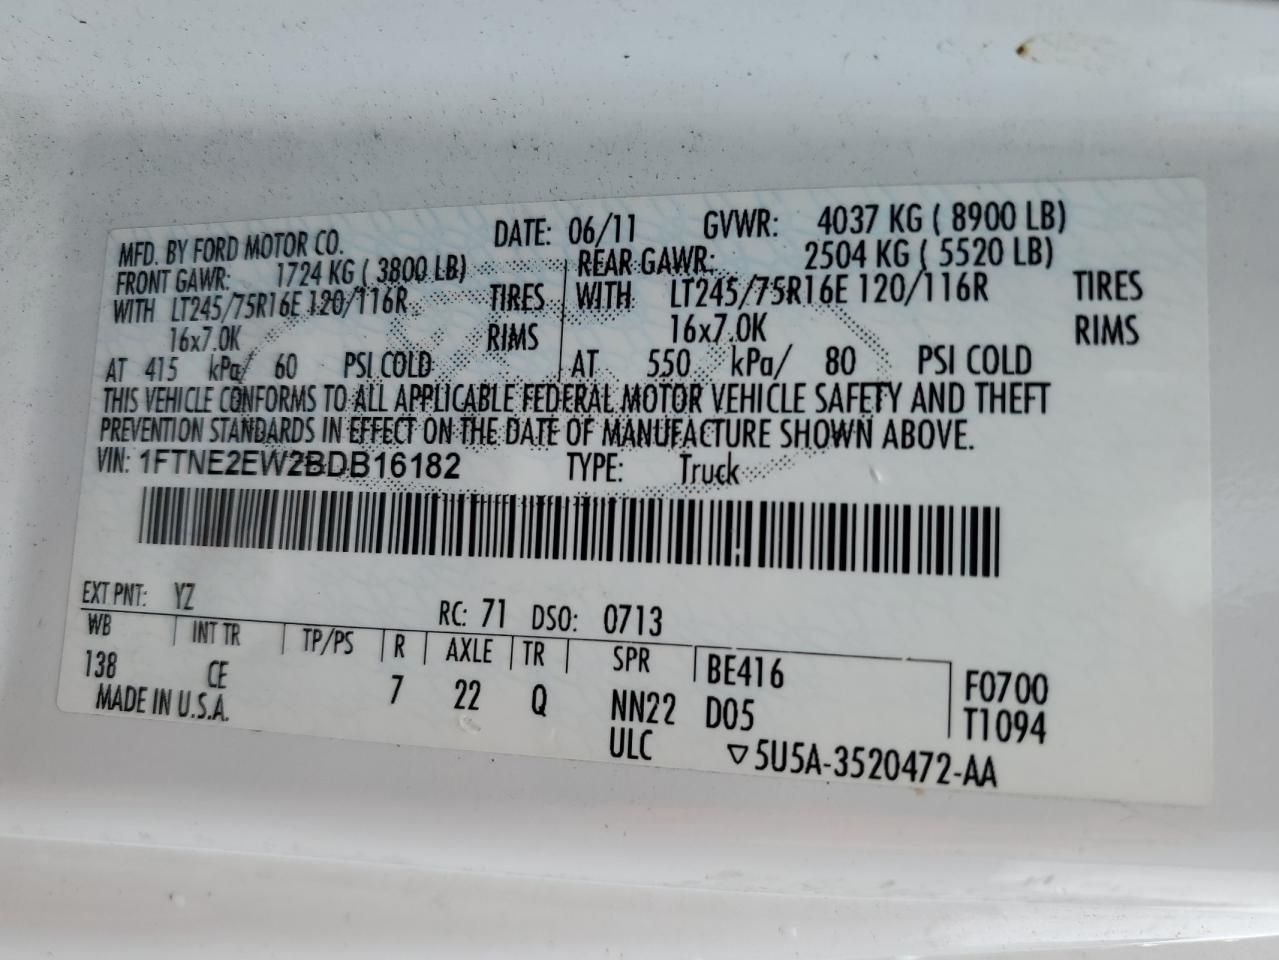 MFD. BY FORD MOTOR CO. DATE: 06/11 GVWR: 4037 KG ( 8900 LB)
FRONT GAWR: 1724 KG ( 3800 LB) REAR GAWR: 2504 KG ( 5520 LB)
WITH LT245/75R16E 120/116R TIRES WITH LT245/75R16E 120/116R TIRES
16x7.0K RIMS 16x7.0K RIMS
AT 415 kPa/ 60 PSI COLD AT 550 kPa/ 80 PSI COLD
THIS VEHICLE CONFORMS TO ALL APPLICABLE FEDERAL MOTOR VEHICLE SAFETY AND THEFT
PREVENTION STANDARDS IN EFFECT ON THE DATE OF MANUFACTURE SHOWN ABOVE.
VIN: 1FTNE2EW2BDB16182 TYPE: Truck
EXT PNT: YZ RC: 71 DSO: 0713
WB INT TR TP/PS R AXLE TR SPR BE416 F0700
138 CE 7 22 Q NN22 D05 T1094
MADE IN U.S.A. ULC ▽5U5A-3520472-AA